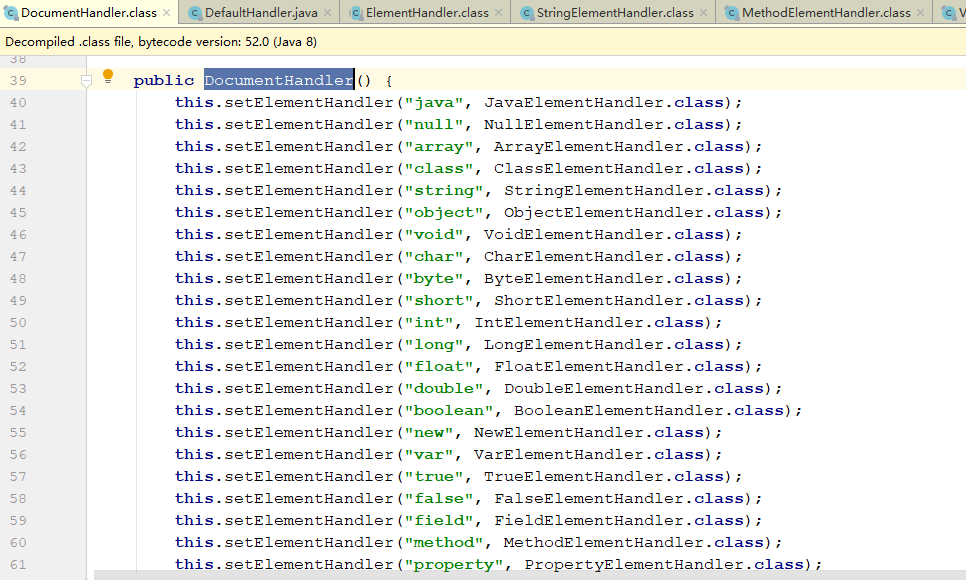 DocumentHandler.class × DefaultHandler.java × ElementHandler.class × StringElementHandler.class × MethodElementHandler.class × V
Decompiled .class file, bytecode version: 52.0 (Java 8)
38
39 public DocumentHandler() {
40 this.setElementHandler("java", JavaElementHandler.class);
41 this.setElementHandler("null", NullElementHandler.class);
42 this.setElementHandler("array", ArrayElementHandler.class);
43 this.setElementHandler("class", ClassElementHandler.class);
44 this.setElementHandler("string", StringElementHandler.class);
45 this.setElementHandler("object", ObjectElementHandler.class);
46 this.setElementHandler("void", VoidElementHandler.class);
47 this.setElementHandler("char", CharElementHandler.class);
48 this.setElementHandler("byte", ByteElementHandler.class);
49 this.setElementHandler("short", ShortElementHandler.class);
50 this.setElementHandler("int", IntElementHandler.class);
51 this.setElementHandler("long", LongElementHandler.class);
52 this.setElementHandler("float", FloatElementHandler.class);
53 this.setElementHandler("double", DoubleElementHandler.class);
54 this.setElementHandler("boolean", BooleanElementHandler.class);
55 this.setElementHandler("new", NewElementHandler.class);
56 this.setElementHandler("var", VarElementHandler.class);
57 this.setElementHandler("true", TrueElementHandler.class);
58 this.setElementHandler("false", FalseElementHandler.class);
59 this.setElementHandler("field", FieldElementHandler.class);
60 this.setElementHandler("method", MethodElementHandler.class);
61 this.setElementHandler("property", PropertyElementHandler.class);